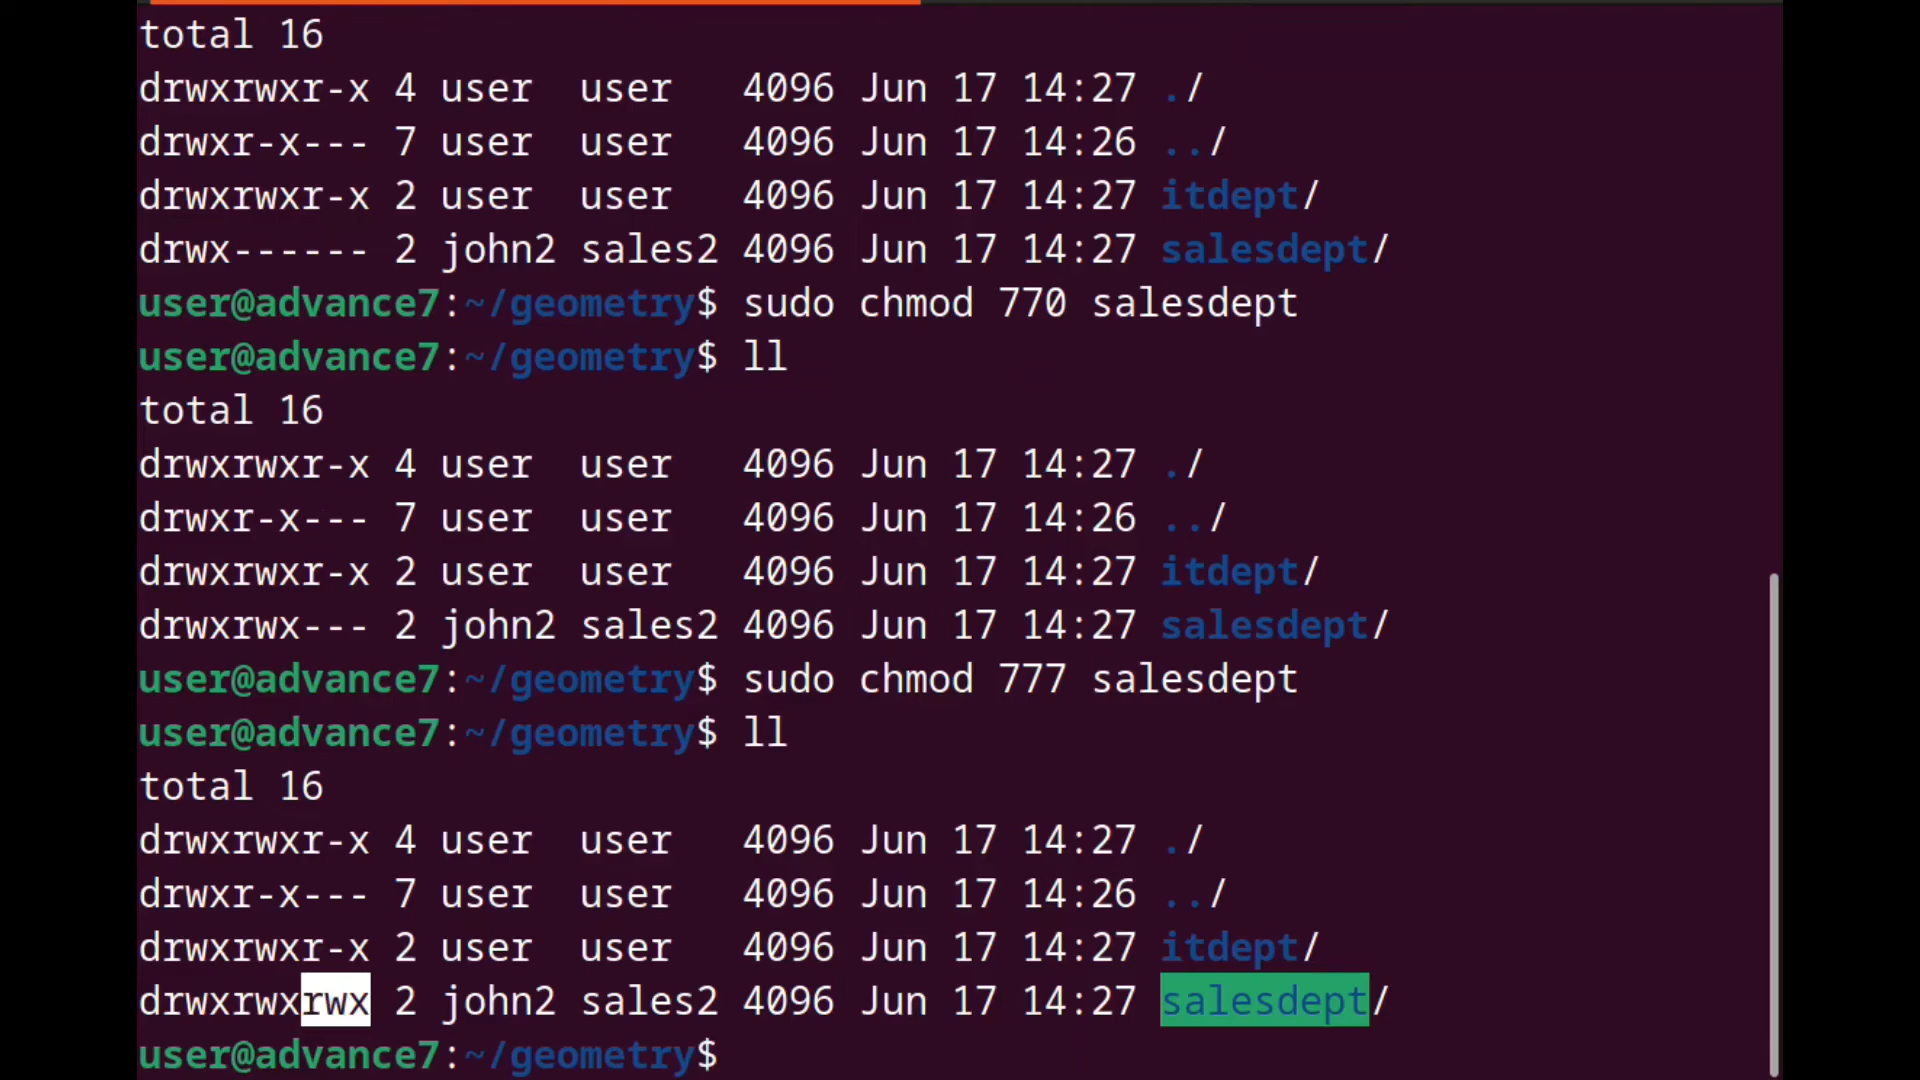 total 16
drwxrwxr-x 4 user  user   4096 Jun 17 14:27 ./
drwxr-x--- 7 user  user   4096 Jun 17 14:26 ../
drwxrwxr-x 2 user  user   4096 Jun 17 14:27 itdept/
drwx------ 2 john2 sales2 4096 Jun 17 14:27 salesdept/
user@advance7:~/geometry$ sudo chmod 770 salesdept
user@advance7:~/geometry$ ll
total 16
drwxrwxr-x 4 user  user   4096 Jun 17 14:27 ./
drwxr-x--- 7 user  user   4096 Jun 17 14:26 ../
drwxrwxr-x 2 user  user   4096 Jun 17 14:27 itdept/
drwxrwx--- 2 john2 sales2 4096 Jun 17 14:27 salesdept/
user@advance7:~/geometry$ sudo chmod 777 salesdept
user@advance7:~/geometry$ ll
total 16
drwxrwxr-x 4 user  user   4096 Jun 17 14:27 ./
drwxr-x--- 7 user  user   4096 Jun 17 14:26 ../
drwxrwxr-x 2 user  user   4096 Jun 17 14:27 itdept/
drwxrwxrwx 2 john2 sales2 4096 Jun 17 14:27 salesdept/
user@advance7:~/geometry$